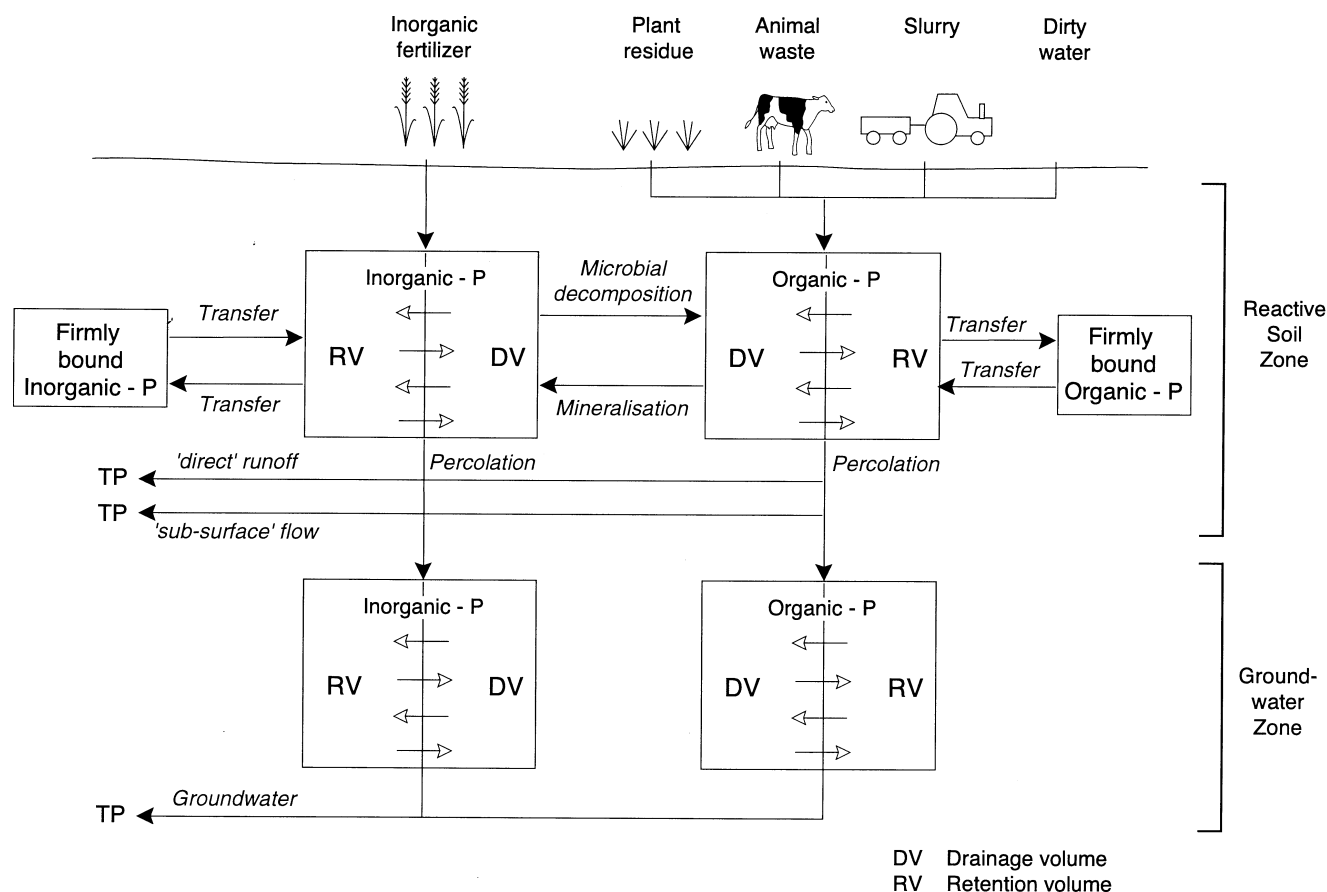 Inorganic
fertilizer
Plant
residue
Animal
waste
Slurry
Dirty
water
Inorganic - P
RV
DV
Microbial
decomposition
Mineralisation
Organic - P
DV
RV
Firmly
bound
Inorganic - P
Transfer
Transfer
Transfer
Transfer
Firmly
bound
Organic - P
Reactive
Soil
Zone
TP
'direct' runoff
Percolation
Percolation
TP
'sub-surface' flow
Inorganic - P
RV
DV
Organic - P
DV
RV
Ground-
water
Zone
TP
Groundwater
DV Drainage volume
RV Retention volume